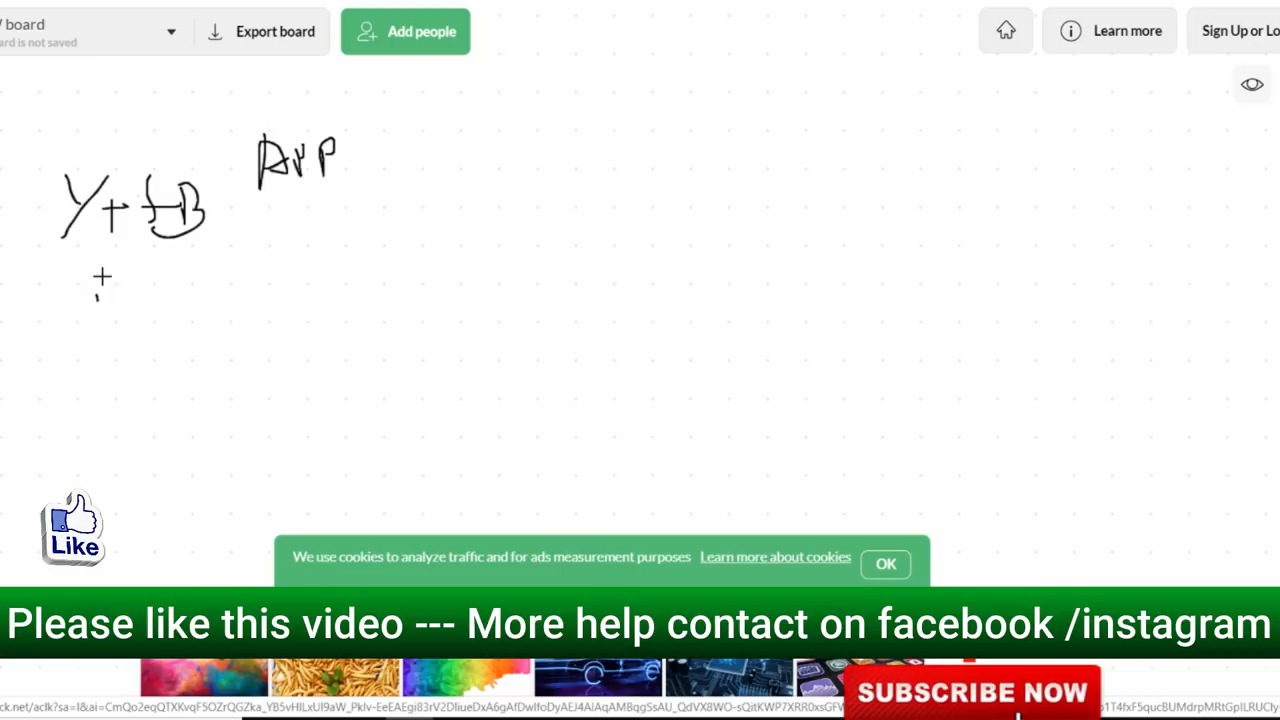 board
Export board
Add people
Learn more
Sign Up or Lo
ard is not saved
Y+
+
Like
We use cookies to analyze traffic and for ads measurement purposes Learn more about cookies OK
Please like this video --- More help contact on facebook /instagram
SUBSCRIBE NOW